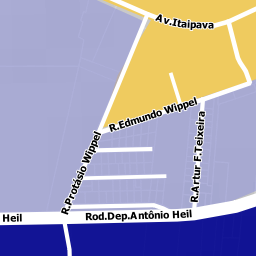 Av.Itaipava
R.Edmundo Wippel
R.Protásio Wippel
R.Artur F.Teixeira
Heil
Rod.Dep.Antônio Heil